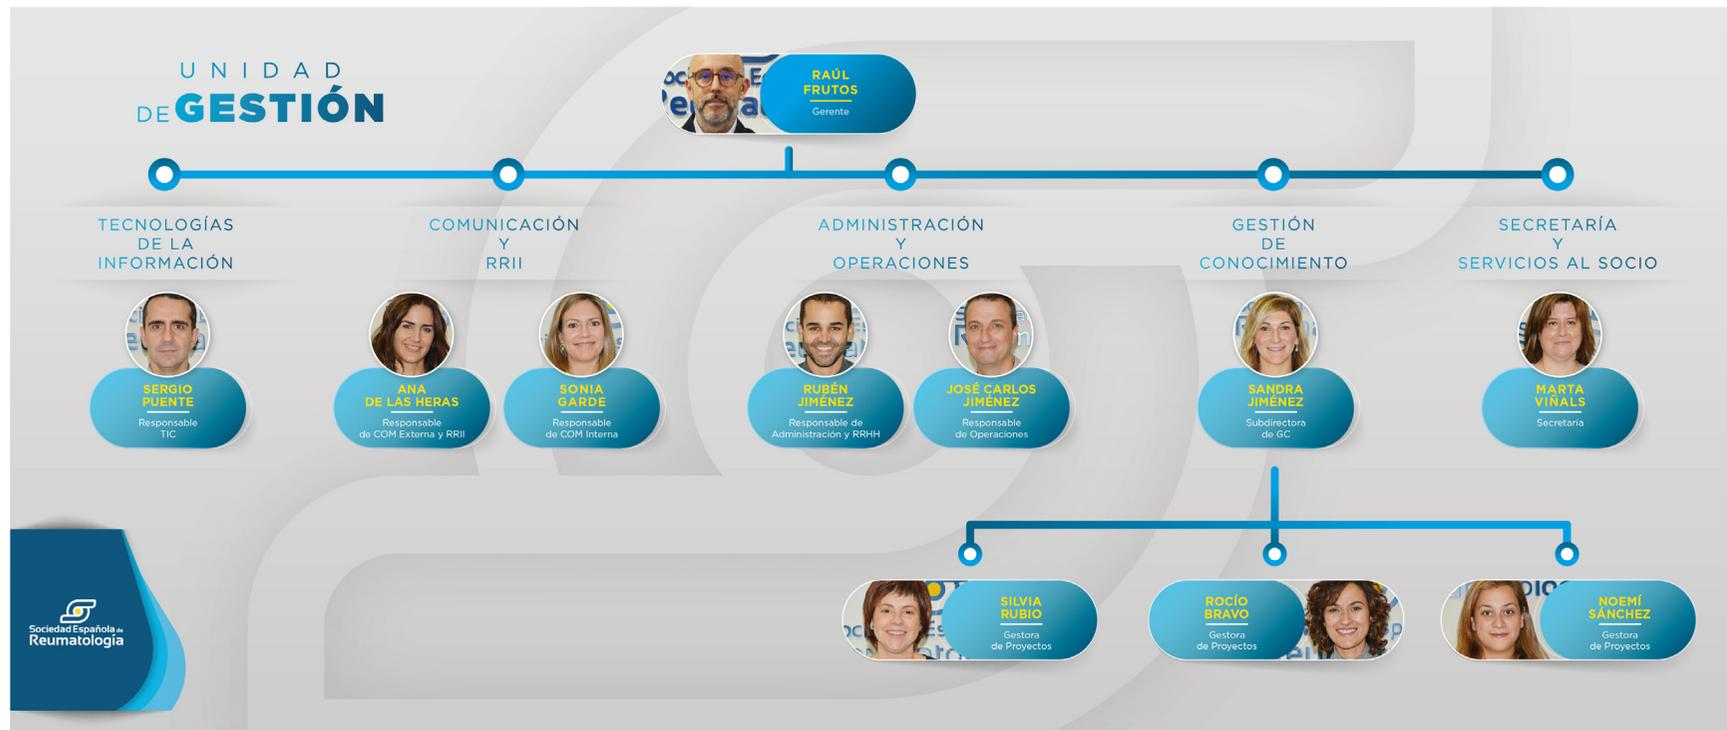 UNIDAD
DE GESTIÓN
RAÚL
FRUTOS
Gerente
TECNOLOGÍAS
DE LA
INFORMACIÓN
COMUNICACIÓN
Y
RRII
ADMINISTRACIÓN
Y
OPERACIONES
GESTIÓN
DE
CONOCIMIENTO
SECRETARÍA
Y
SERVICIOS AL SOCIO
SERGIO
PUENTE
Responsable
TIC
ANA
DE LAS HERAS
Responsable
de COM Externa y RRII
SONIA
GARDE
Responsable
de COM Interna
RUBÉN
JIMÉNEZ
Responsable de
Administración y RRHH
JOSÉ CARLOS
JIMÉNEZ
Responsable
de Operaciones
SANDRA
JIMÉNEZ
Subdirectora
de GC
MARTA
VIÑALS
Secretaría
SILVIA
RUBIO
Gestora
de Proyectos
ROCÍO
BRAVO
Gestora
de Proyectos
NOEMÍ
SÁNCHEZ
Gestora
de Proyectos
Sociedad Española de
Reumatología